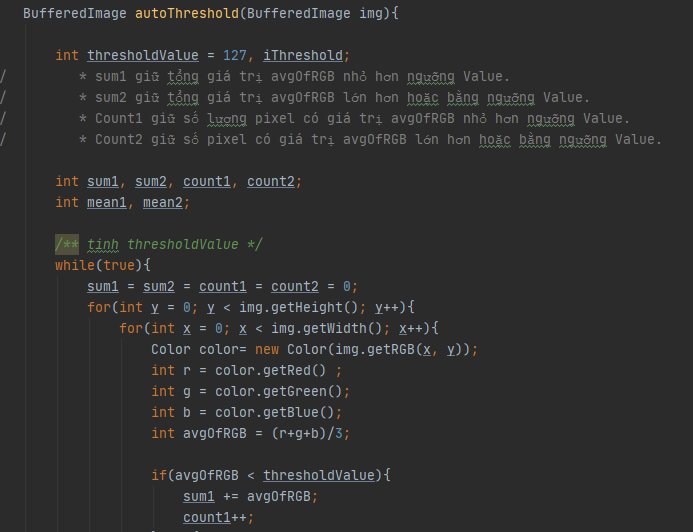 BufferedImage autoThreshold(BufferedImage img){
int thresholdValue = 127, iThreshold;
/ * sum1 giữ tổng giá trị avgOfRGB nhỏ hơn ngưỡng Value.
/ * sum2 giữ tổng giá trị avgOfRGB lớn hơn hoặc bằng ngưỡng Value.
/ * Count1 giữ số lượng pixel có giá trị avgOfRGB nhỏ hơn ngưỡng Value.
/ * Count2 giữ số pixel có giá trị avgOfRGB lớn hơn hoặc bằng ngưỡng Value.
int sum1, sum2, count1, count2;
int mean1, mean2;
/** tinh thresholdValue */
while(true){
sum1 = sum2 = count1 = count2 = 0;
for(int y = 0; y < img.getHeight(); y++){
for(int x = 0; x < img.getWidth(); x++){
Color color= new Color(img.getRGB(x, y));
int r = color.getRed() ;
int g = color.getGreen();
int b = color.getBlue();
int avgOfRGB = (r+g+b)/3;
if(avgOfRGB < thresholdValue){
sum1 += avgOfRGB;
count1++;